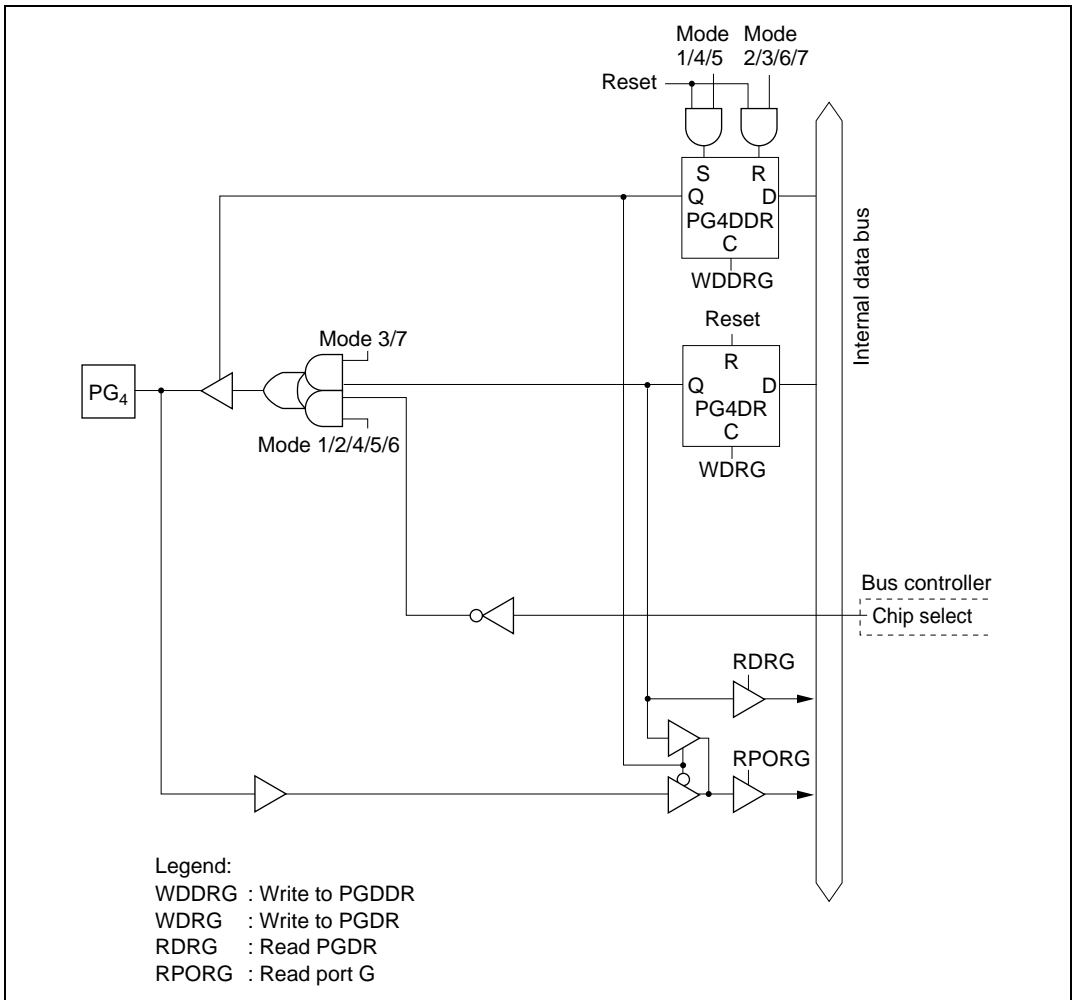 Mode Mode
1/4/5 2/3/6/7
Reset
S R
Q D
PG4DDR
C
WDDRG
Internal data bus
Reset
Mode 3/7
R
PG4
Q D
PG4DR
C
Mode 1/2/4/5/6
WDRG
Bus controller
Chip select
RDRG
RPORG
Legend:
WDDRG : Write to PGDDR
WDRG : Write to PGDR
RDRG : Read PGDR
RPORG : Read port G